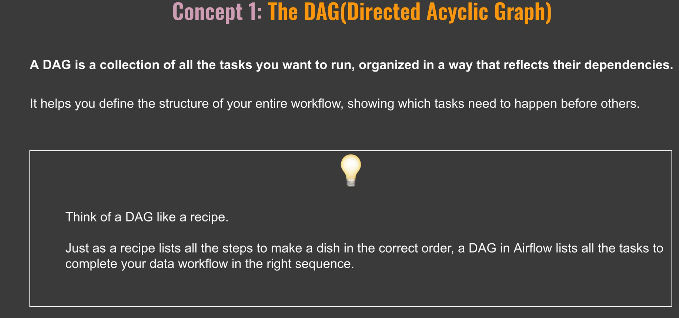 Concept 1: The DAG(Directed Acyclic Graph)
A DAG is a collection of all the tasks you want to run, organized in a way that reflects their dependencies.
It helps you define the structure of your entire workflow, showing which tasks need to happen before others.
Think of a DAG like a recipe.
Just as a recipe lists all the steps to make a dish in the correct order, a DAG in Airflow lists all the tasks to
complete your data workflow in the right sequence.